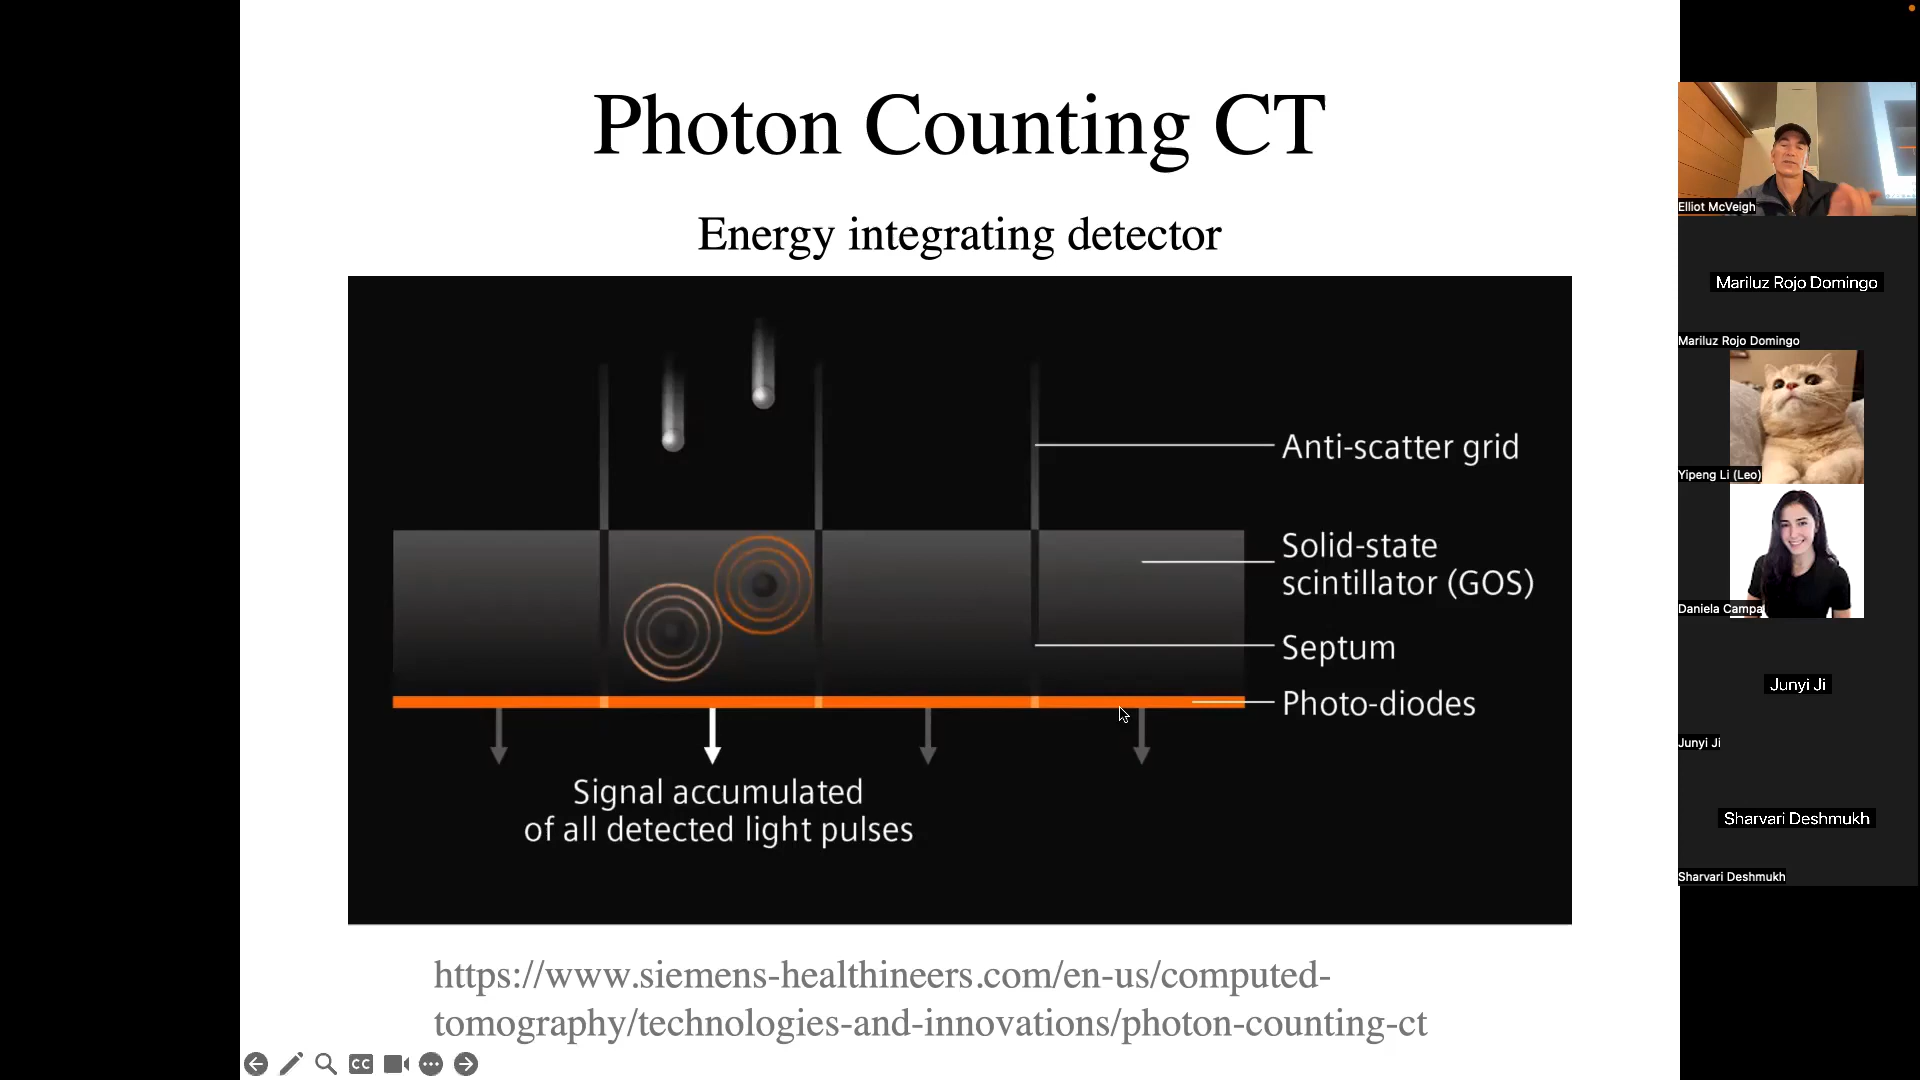 Photon Counting CT
Energy integrating detector
Anti-scatter grid
Solid-state
scintillator (GOS)
Septum
Photo-diodes
Signal accumulated
of all detected light pulses
https://www.siemens-healthineers.com/en-us/computed-
tomography/technologies-and-innovations/photon-counting-ct
CC
Elliot McVeigh
Mariluz Rojo Domingo
Mariluz Rojo Domingo
Yipeng Li (Leo)
Daniela Campa
Junyi Ji
Junyi Ji
Sharvari Deshmukh
Sharvari Deshmukh